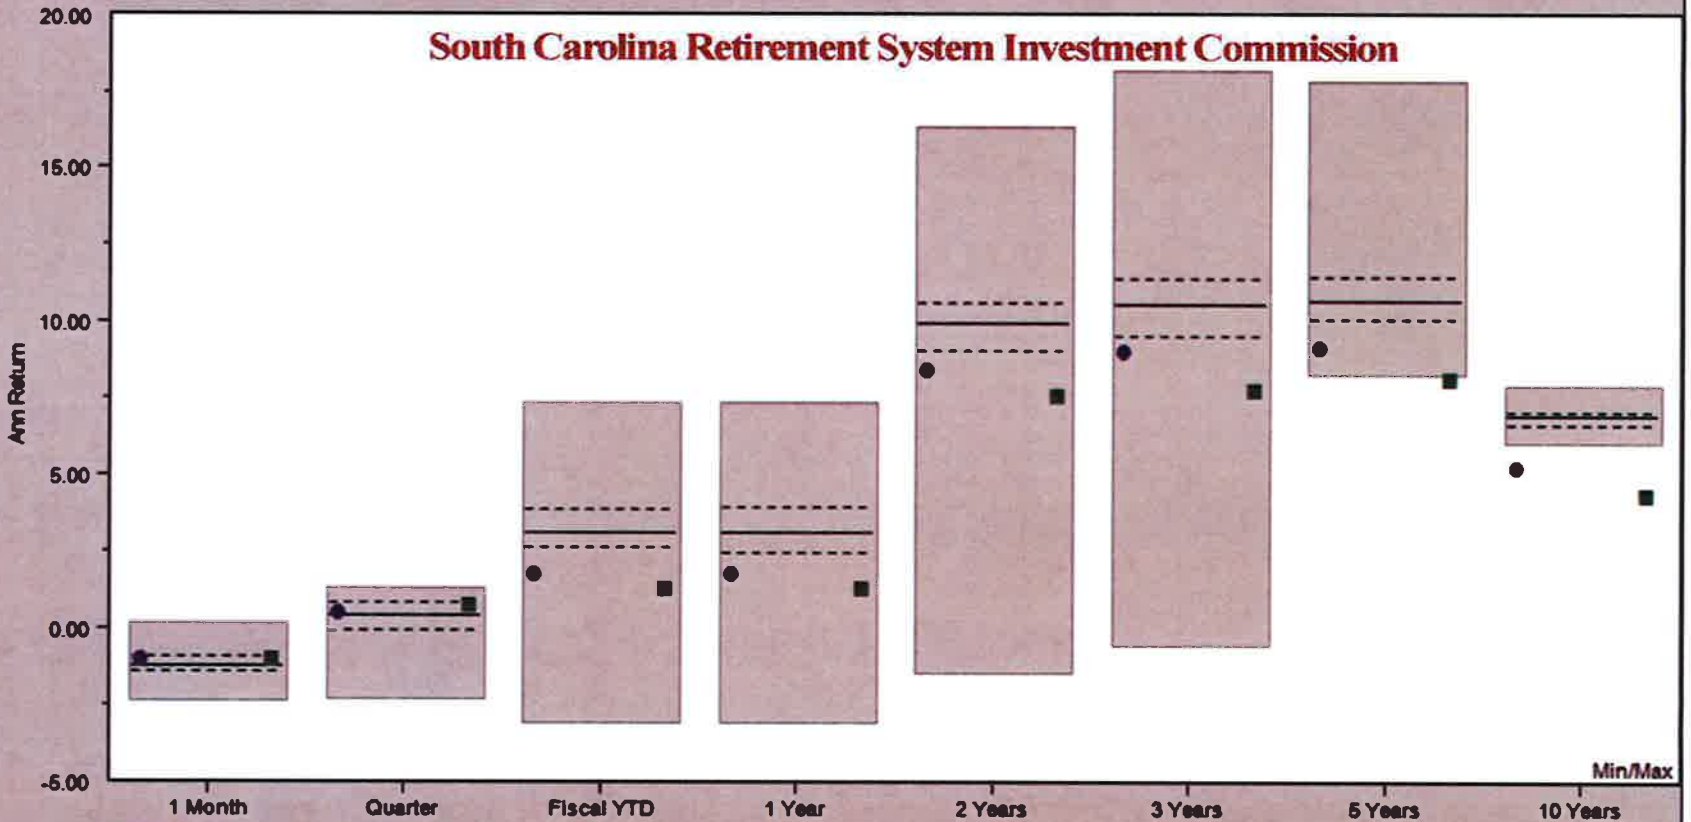 South Carolina Retirement System Investment Commission
20.00
15.00
10.00
5.00
0.00
-5.00
Ann Return
Min/Max
1 Month Quarter Fiscal YTD 1 Year 2 Years 3 Years 5 Years 10 Years